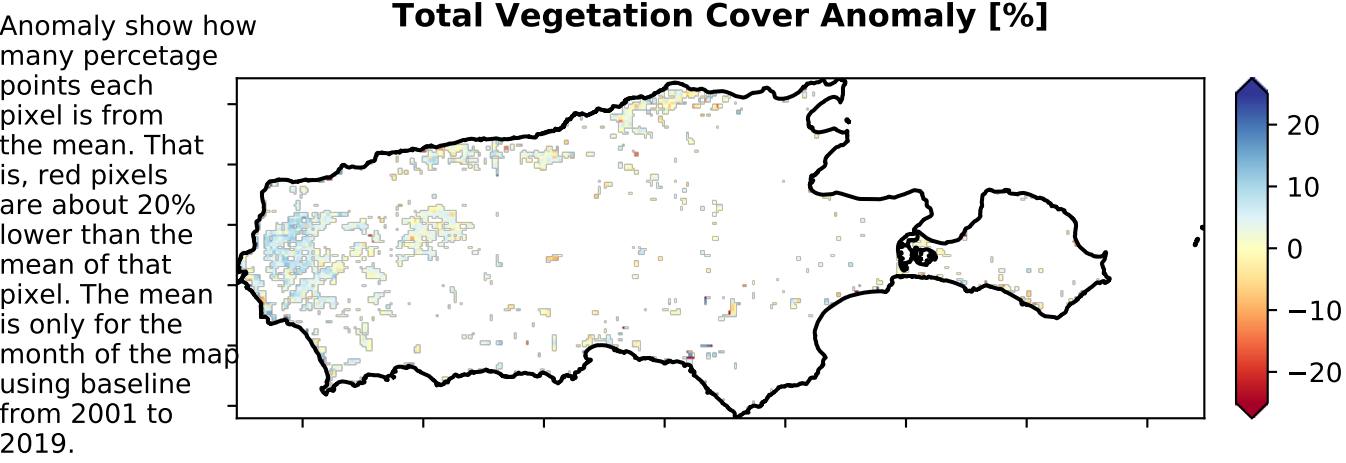 Total Vegetation Cover Anomaly [%]
Anomaly show how
many percetage
points each
pixel is from
the mean. That
is, red pixels
are about 20%
lower than the
mean of that
pixel. The mean
is only for the
month of the map
using baseline
from 2001 to
2019.
20
10
0
−10
−20